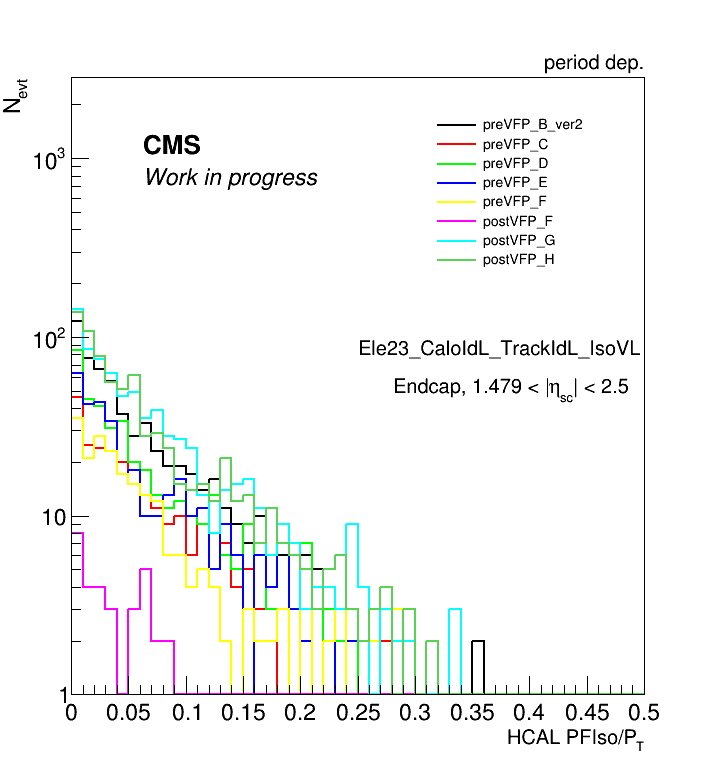 period dep.
N_evt
CMS
Work in progress
preVFP_B_ver2
preVFP_C
preVFP_D
preVFP_E
preVFP_F
postVFP_F
postVFP_G
postVFP_H
Ele23_CaloIdL_TrackIdL_IsoVL
Endcap, 1.479 < |η_sc| < 2.5
10³
10²
10
1
0 0.05 0.1 0.15 0.2 0.25 0.3 0.35 0.4 0.45 0.5
HCAL PFIso/P_T